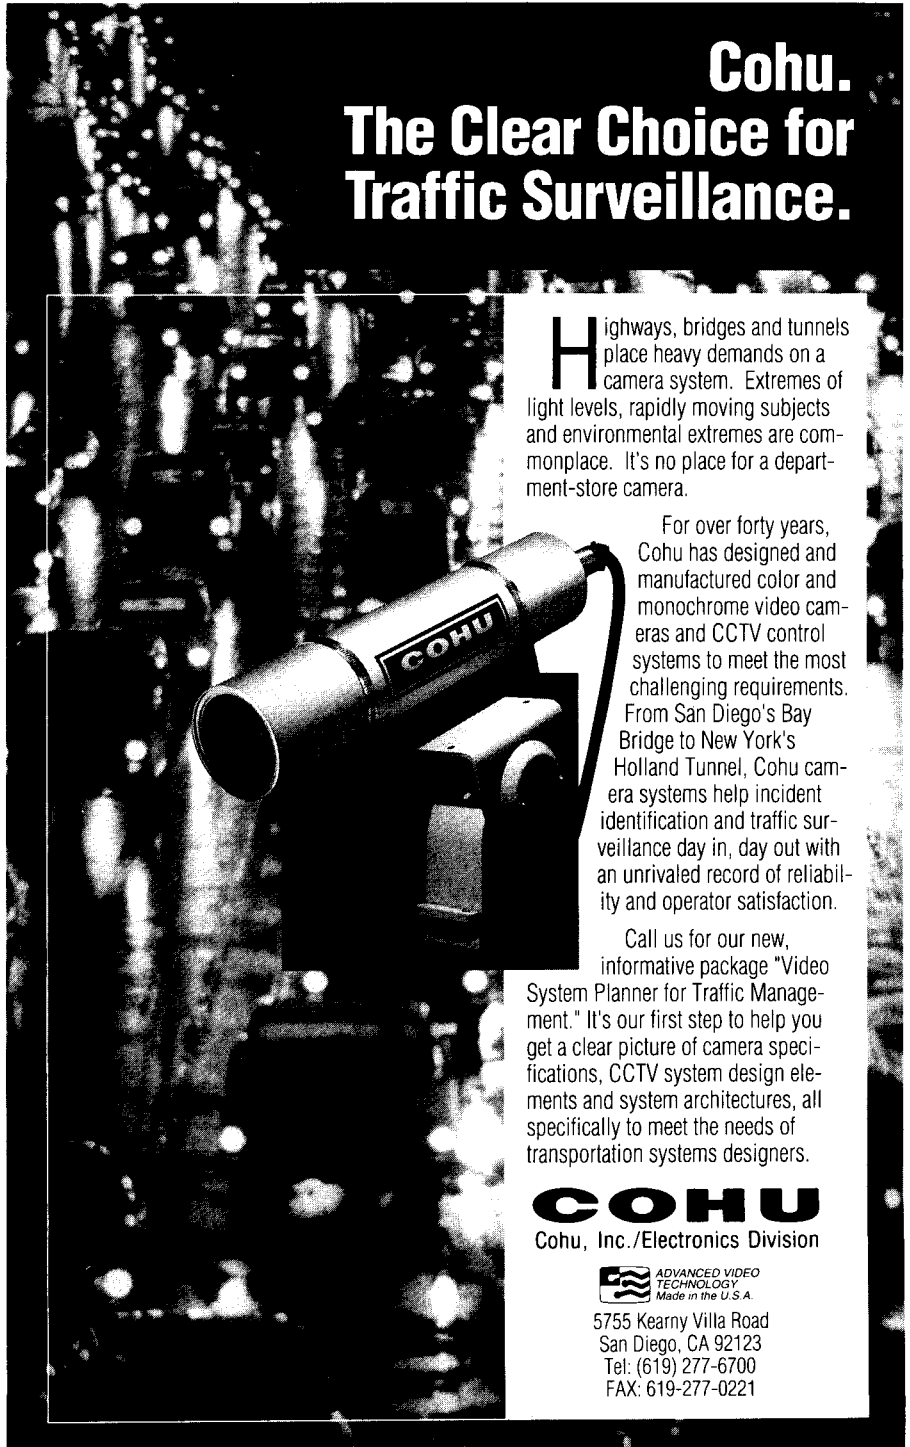 Cohu.
The Clear Choice for
Traffic Surveillance.
Highways, bridges and tunnels
place heavy demands on a
camera system. Extremes of
light levels, rapidly moving subjects
and environmental extremes are com-
monplace. It's no place for a depart-
ment-store camera.
For over forty years,
Cohu has designed and
manufactured color and
monochrome video cam-
eras and CCTV control
systems to meet the most
challenging requirements.
From San Diego's Bay
Bridge to New York's
Holland Tunnel, Cohu cam-
era systems help incident
identification and traffic sur-
veillance day in, day out with
an unrivaled record of reliabil-
ity and operator satisfaction.
Call us for our new,
informative package "Video
System Planner for Traffic Manage-
ment." It's our first step to help you
get a clear picture of camera speci-
fications, CCTV system design ele-
ments and system architectures, all
specifically to meet the needs of
transportation systems designers.
COHU
COHU
Cohu, Inc./Electronics Division
ADVANCED VIDEO
TECHNOLOGY
Made in the U.S.A.
5755 Kearny Villa Road
San Diego, CA 92123
Tel: (619) 277-6700
FAX: 619-277-0221